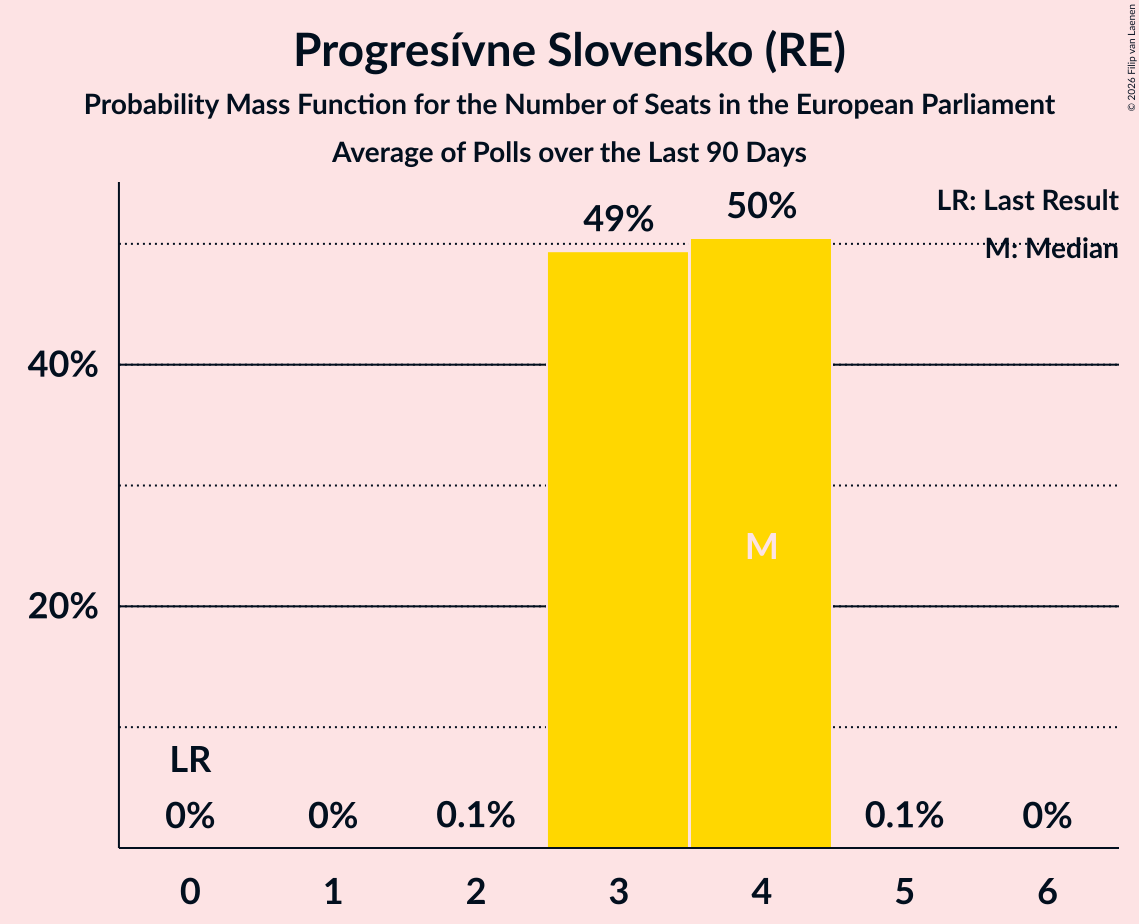 Progresívne Slovensko (RE)
Probability Mass Function for the Number of Seats in the European Parliament
Average of Polls over the Last 90 Days
© 2026 Filip van Laenen
LR: Last Result
M: Median
49%
50%
40%
20%
M
LR
0%
0%
0.1%
0.1%
0%
0
1
2
3
4
5
6